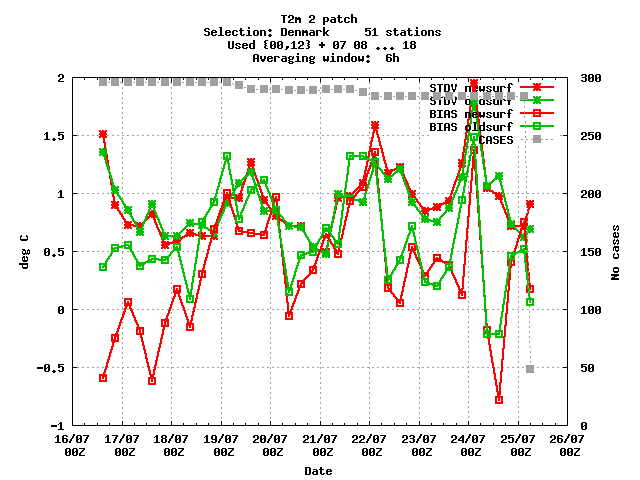 T2m 2 patch
Selection: Denmark 51 stations
Used {00,12} + 07 08 ... 18
Averaging window: 6h
STDV newsurf
STDV oldsurf
BIAS newsurf
BIAS oldsurf
CASES
2
1.5
1
0.5
0
-0.5
-1
deg C
300
250
200
150
100
50
0
No cases
16/07 17/07 18/07 19/07 20/07 21/07 22/07 23/07 24/07 25/07 26/07
00Z 00Z 00Z 00Z 00Z 00Z 00Z 00Z 00Z 00Z 00Z
Date